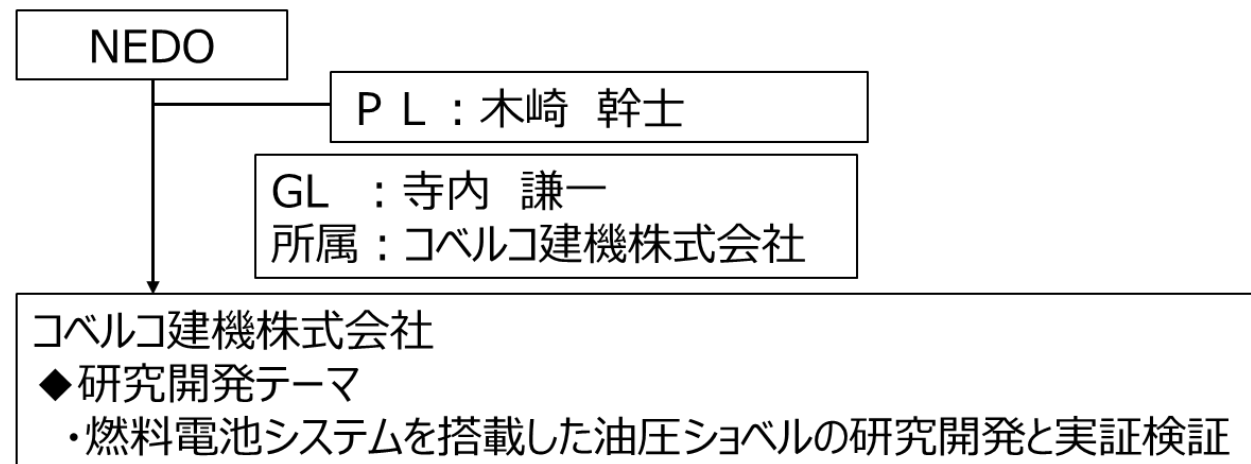 NEDO
ＰＬ：木崎　幹士
GL　：寺内　謙一
所属：コベルコ建機株式会社
コベルコ建機株式会社
◆研究開発テーマ
・燃料電池システムを搭載した油圧ショベルの研究開発と実証検証